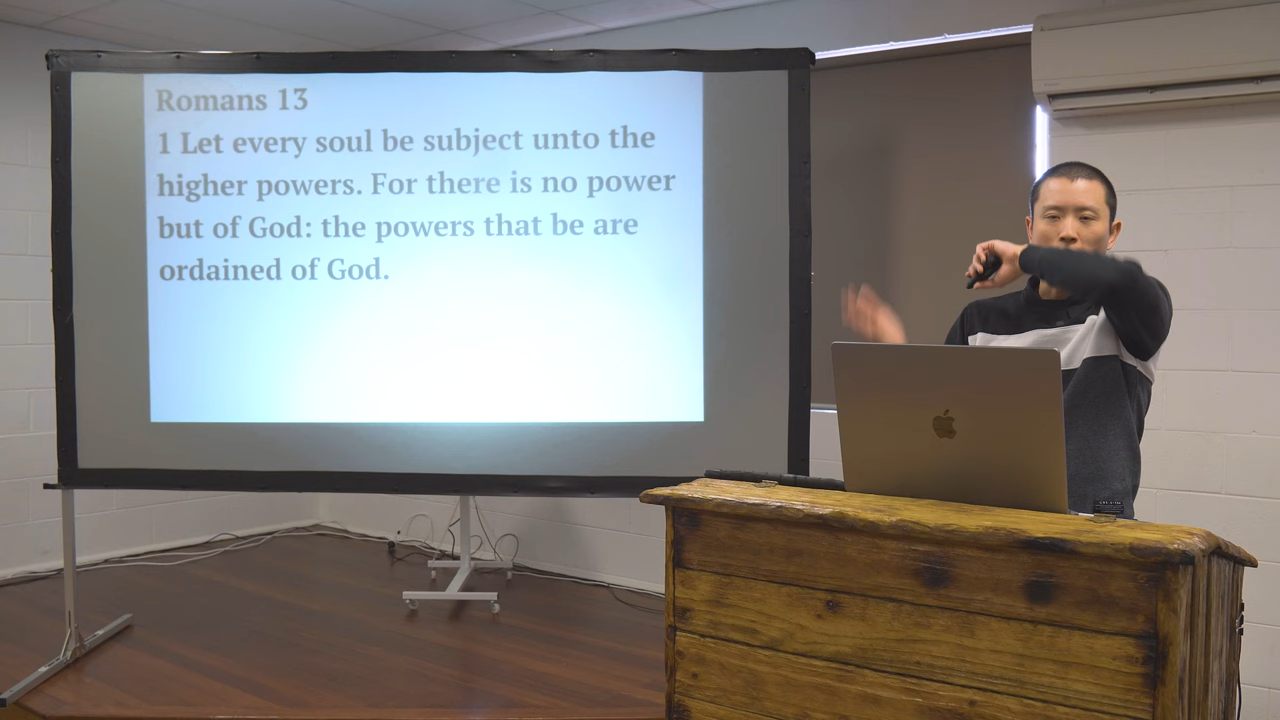 Romans 13
1 Let every soul be subject unto the
higher powers. For there is no power
but of God: the powers that be are
ordained of God.